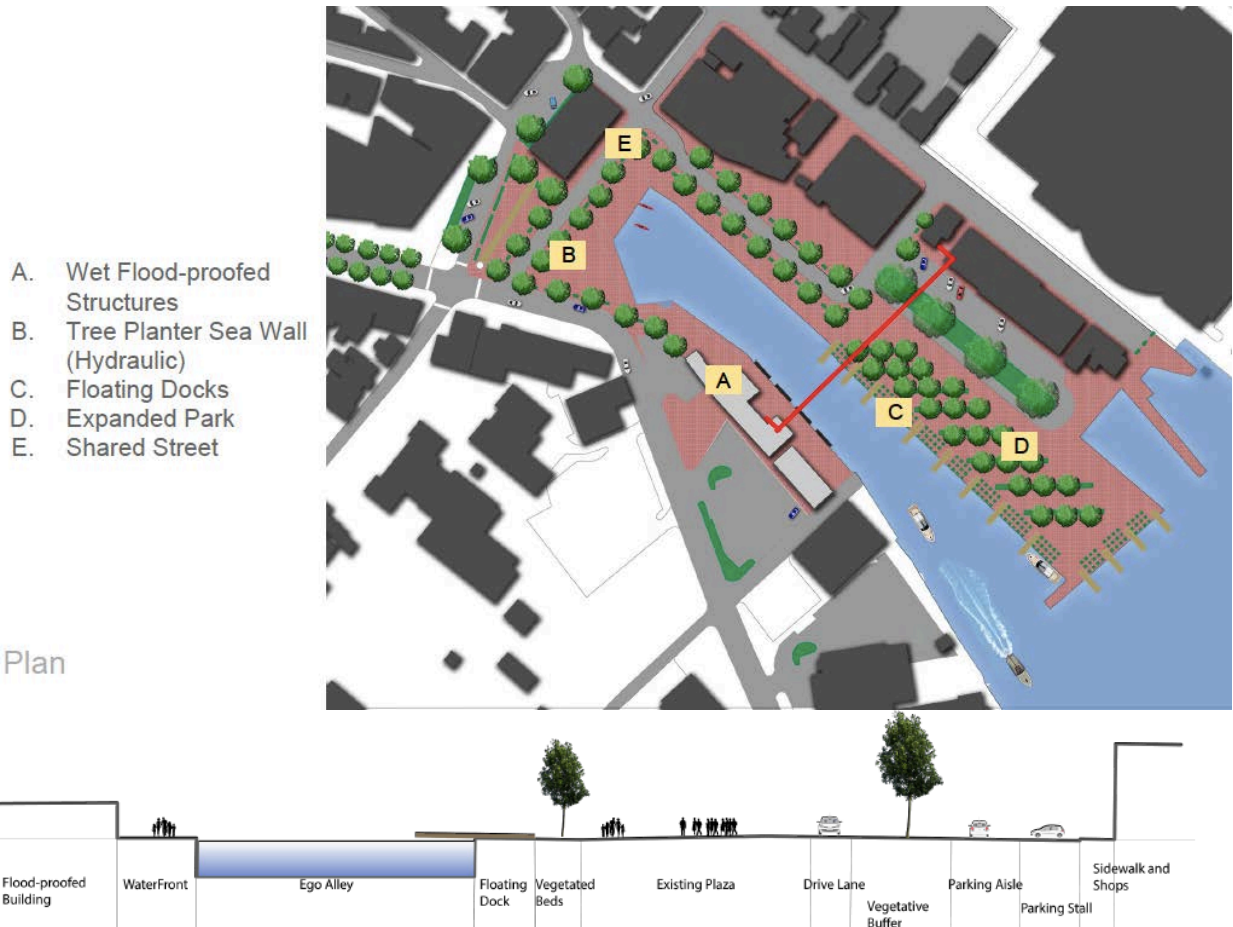 A. Wet Flood-proofed
Structures
B. Tree Planter Sea Wall
(Hydraulic)
C. Floating Docks
D. Expanded Park
E. Shared Street
Plan
E
B
A
C
D
Flood-proofed
Building
WaterFront
Ego Alley
Floating
Dock
Vegetated
Beds
Existing Plaza
Drive Lane
Vegetative
Buffer
Parking Aisle
Parking Stall
Sidewalk and
Shops